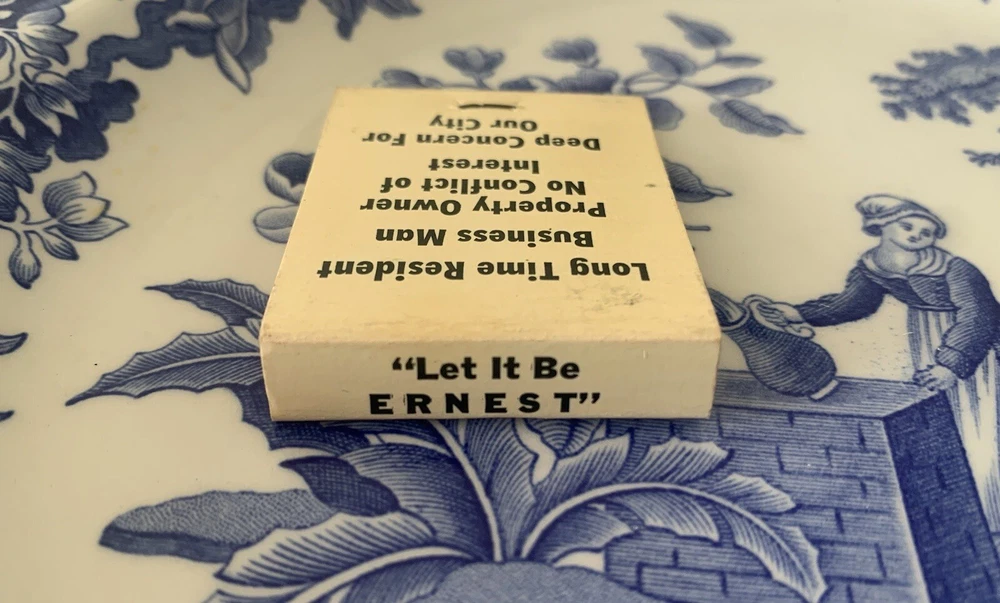 Long Time Resident
Business Man
Property Owner
No Conflict of
Interest
Deep Concern For
Our City
“Let It Be
ERNEST”